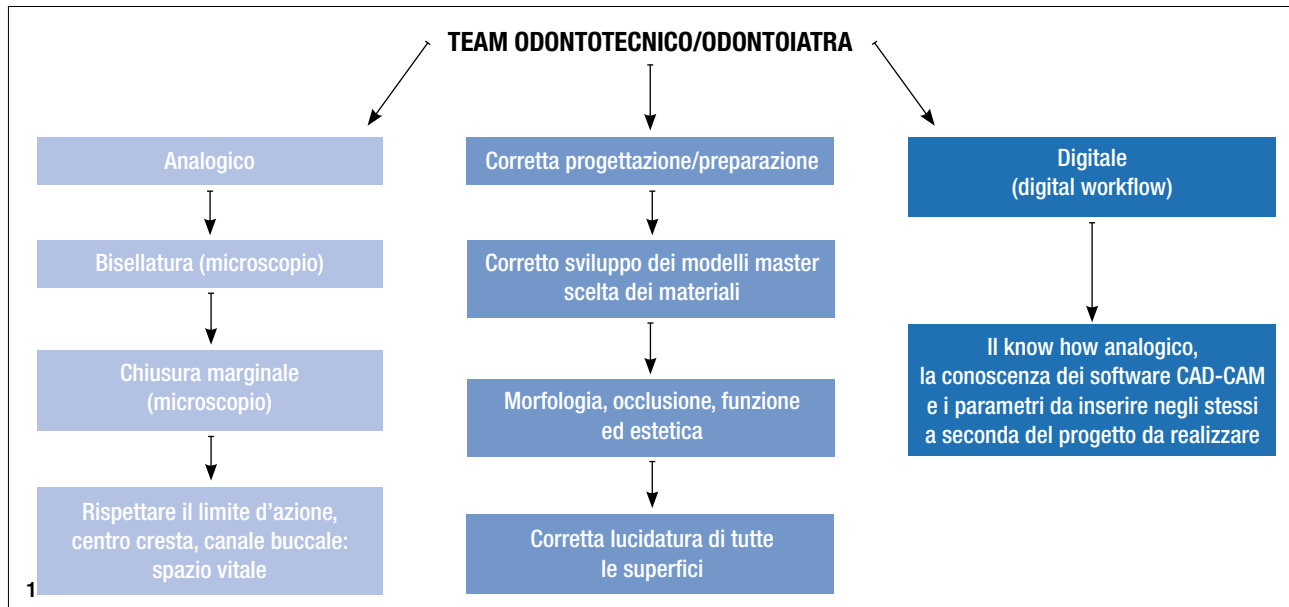 TEAM ODONTOTECNICO/ODONTOIATRA
Analogico
Bisellatura (microscopio)
Chiusura marginale
(microscopio)
Rispettare il limite d'azione,
centro cresta, canale buccale:
spazio vitale
Corretta progettazione/preparazione
Corretto sviluppo dei modelli master
scelta dei materiali
Morfologia, occlusione, funzione
ed estetica
Corretta lucidatura di tutte
le superfici
Digitale
(digital workflow)
Il know how analogico,
la conoscenza dei software CAD-CAM
e i parametri da inserire negli stessi
a seconda del progetto da realizzare
1